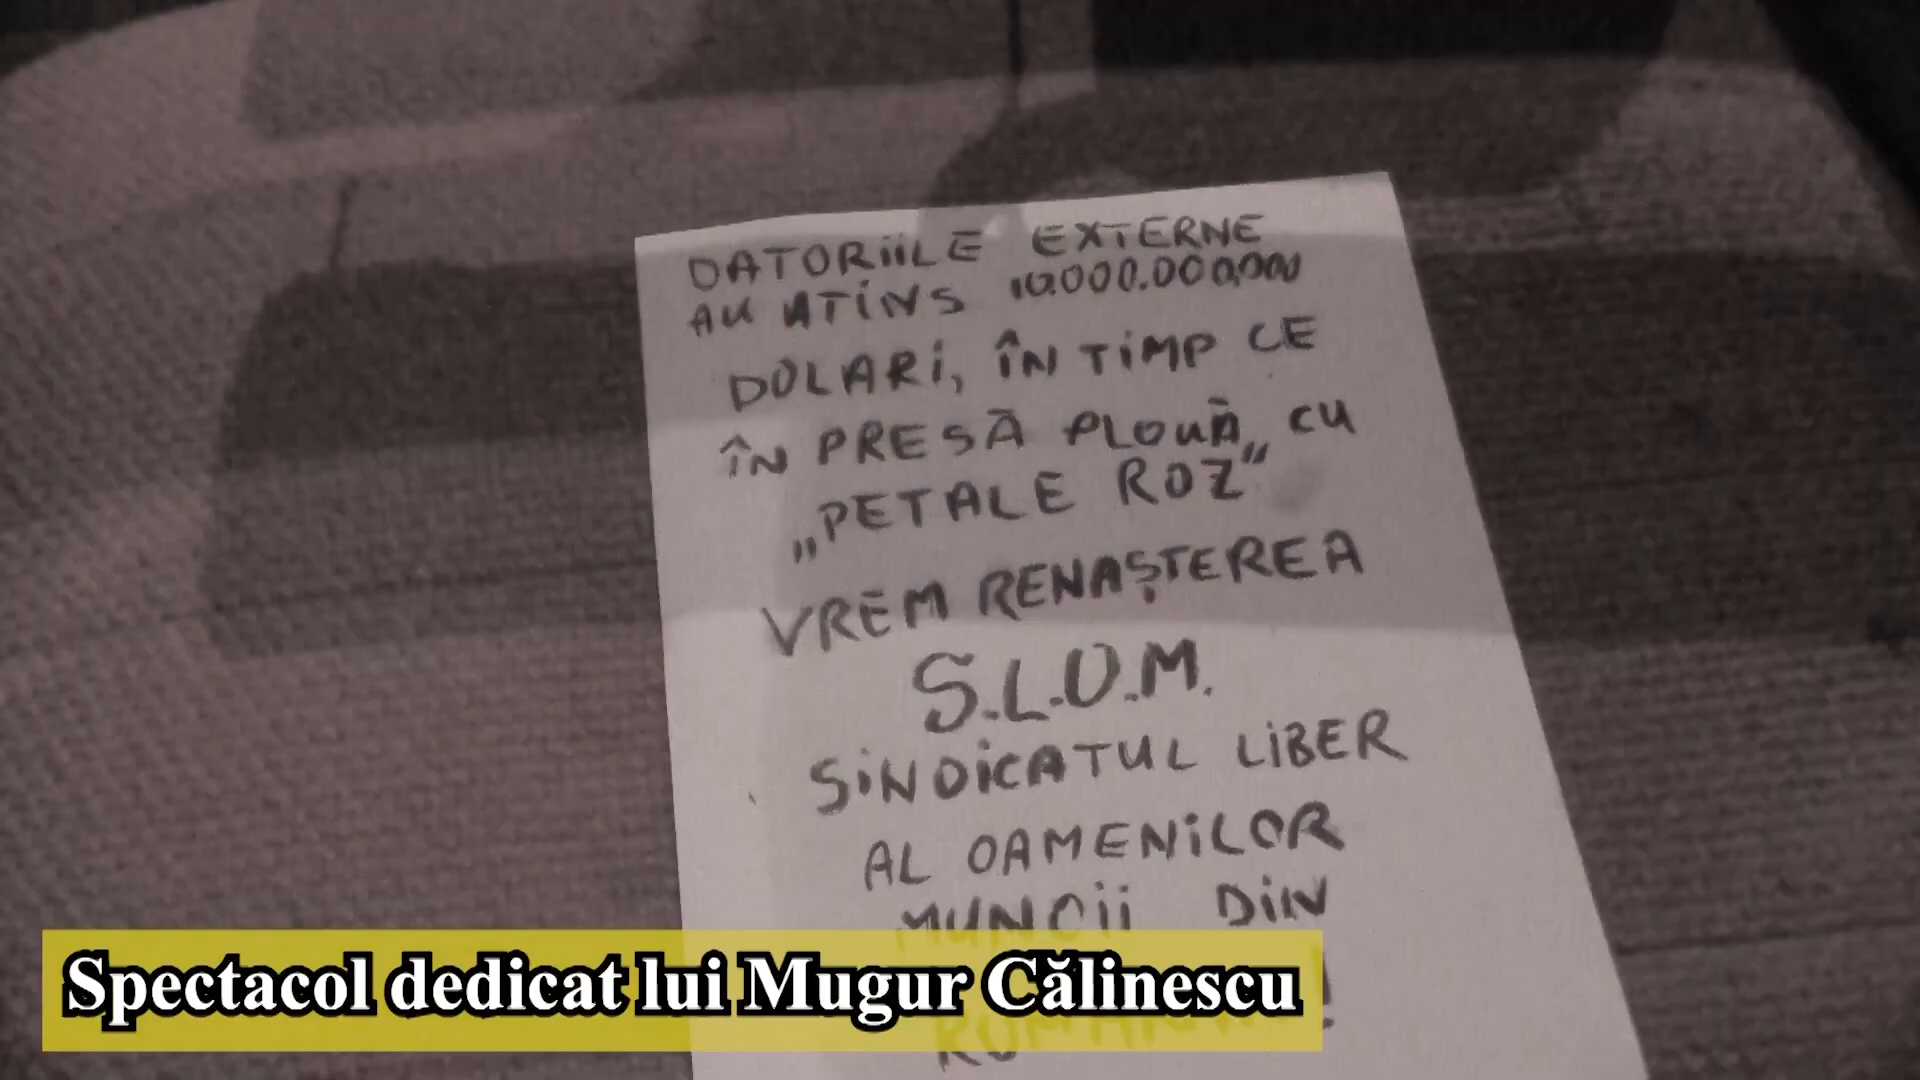 DATORIILE EXTERNE
AU ATINS 10.000.000.000
DOLARI, ÎN TIMP CE
ÎN PRESĂ PLOUĂ„ CU
„PETALE ROZ“
VREM RENAȘTEREA
S.L.O.M.
SINDICATUL LIBER
AL OAMENILOR
MUNCII DIN
Spectacol dedicat lui Mugur Călinescu